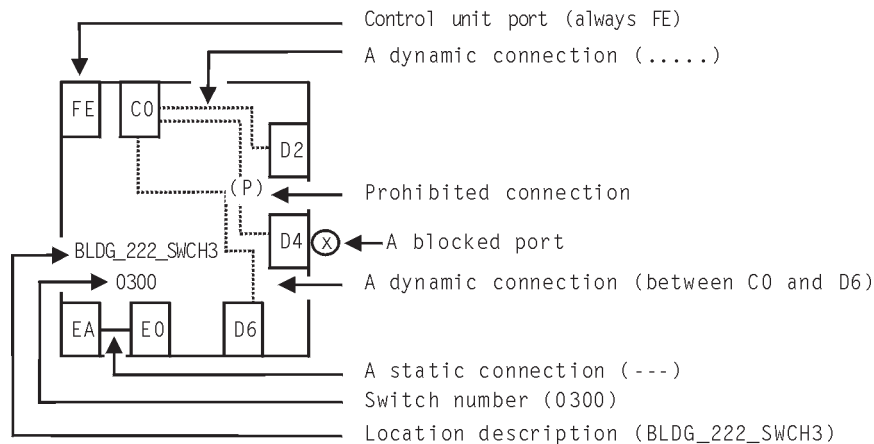 Control unit port (always FE)
A dynamic connection (.....)
FE
C0
D2
(P)
Prohibited connection
D4
X
A blocked port
BLDG_222_SWCH3
0300
A dynamic connection (between C0 and D6)
EA
E0
D6
A static connection (---)
Switch number (0300)
Location description (BLDG_222_SWCH3)